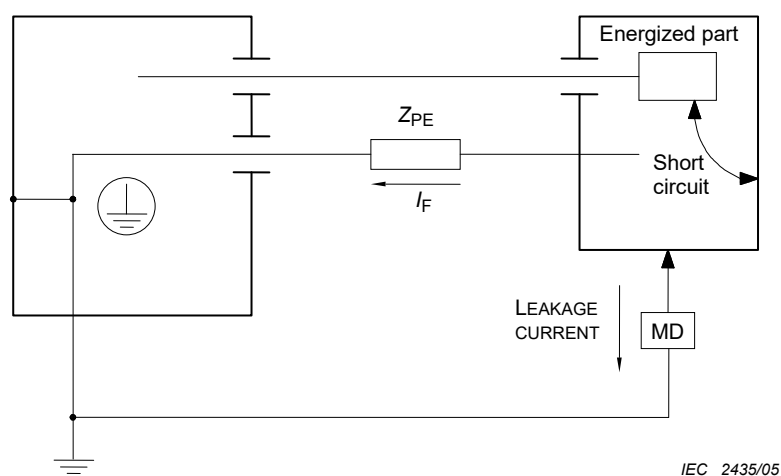 Energized part
ZPE
Short
circuit
IF
LEAKAGE
CURRENT
MD
IEC 2435/05